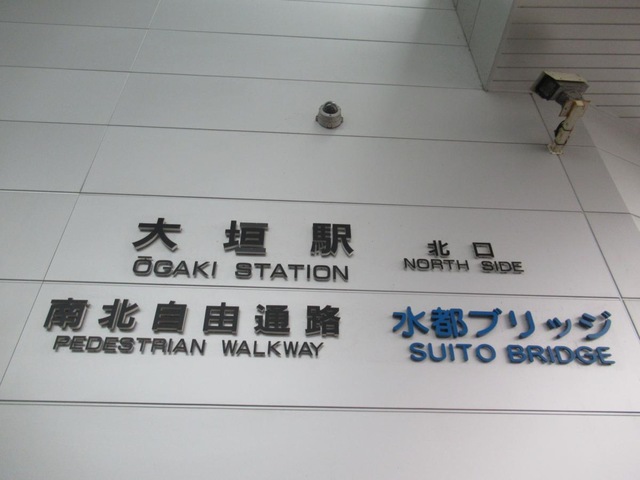 大垣駅 北口
ŌGAKI STATION NORTH SIDE
南北自由通路 水都ブリッジ
PEDESTRIAN WALKWAY SUITO BRIDGE